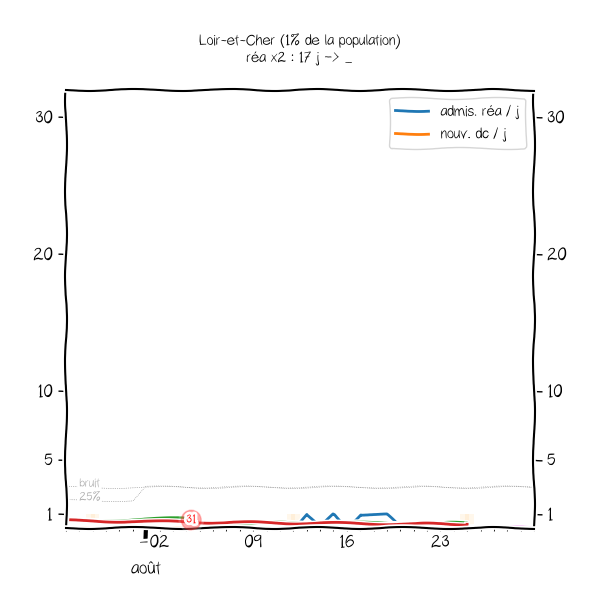 Loir-et-Cher (1% de la population)
réa x2 : 17 j -> _
admis. réa / j
nouv. dc / j
30
30
20
20
10
10
5
5
bruit
25%
1
1
31
02
09
16
23
août